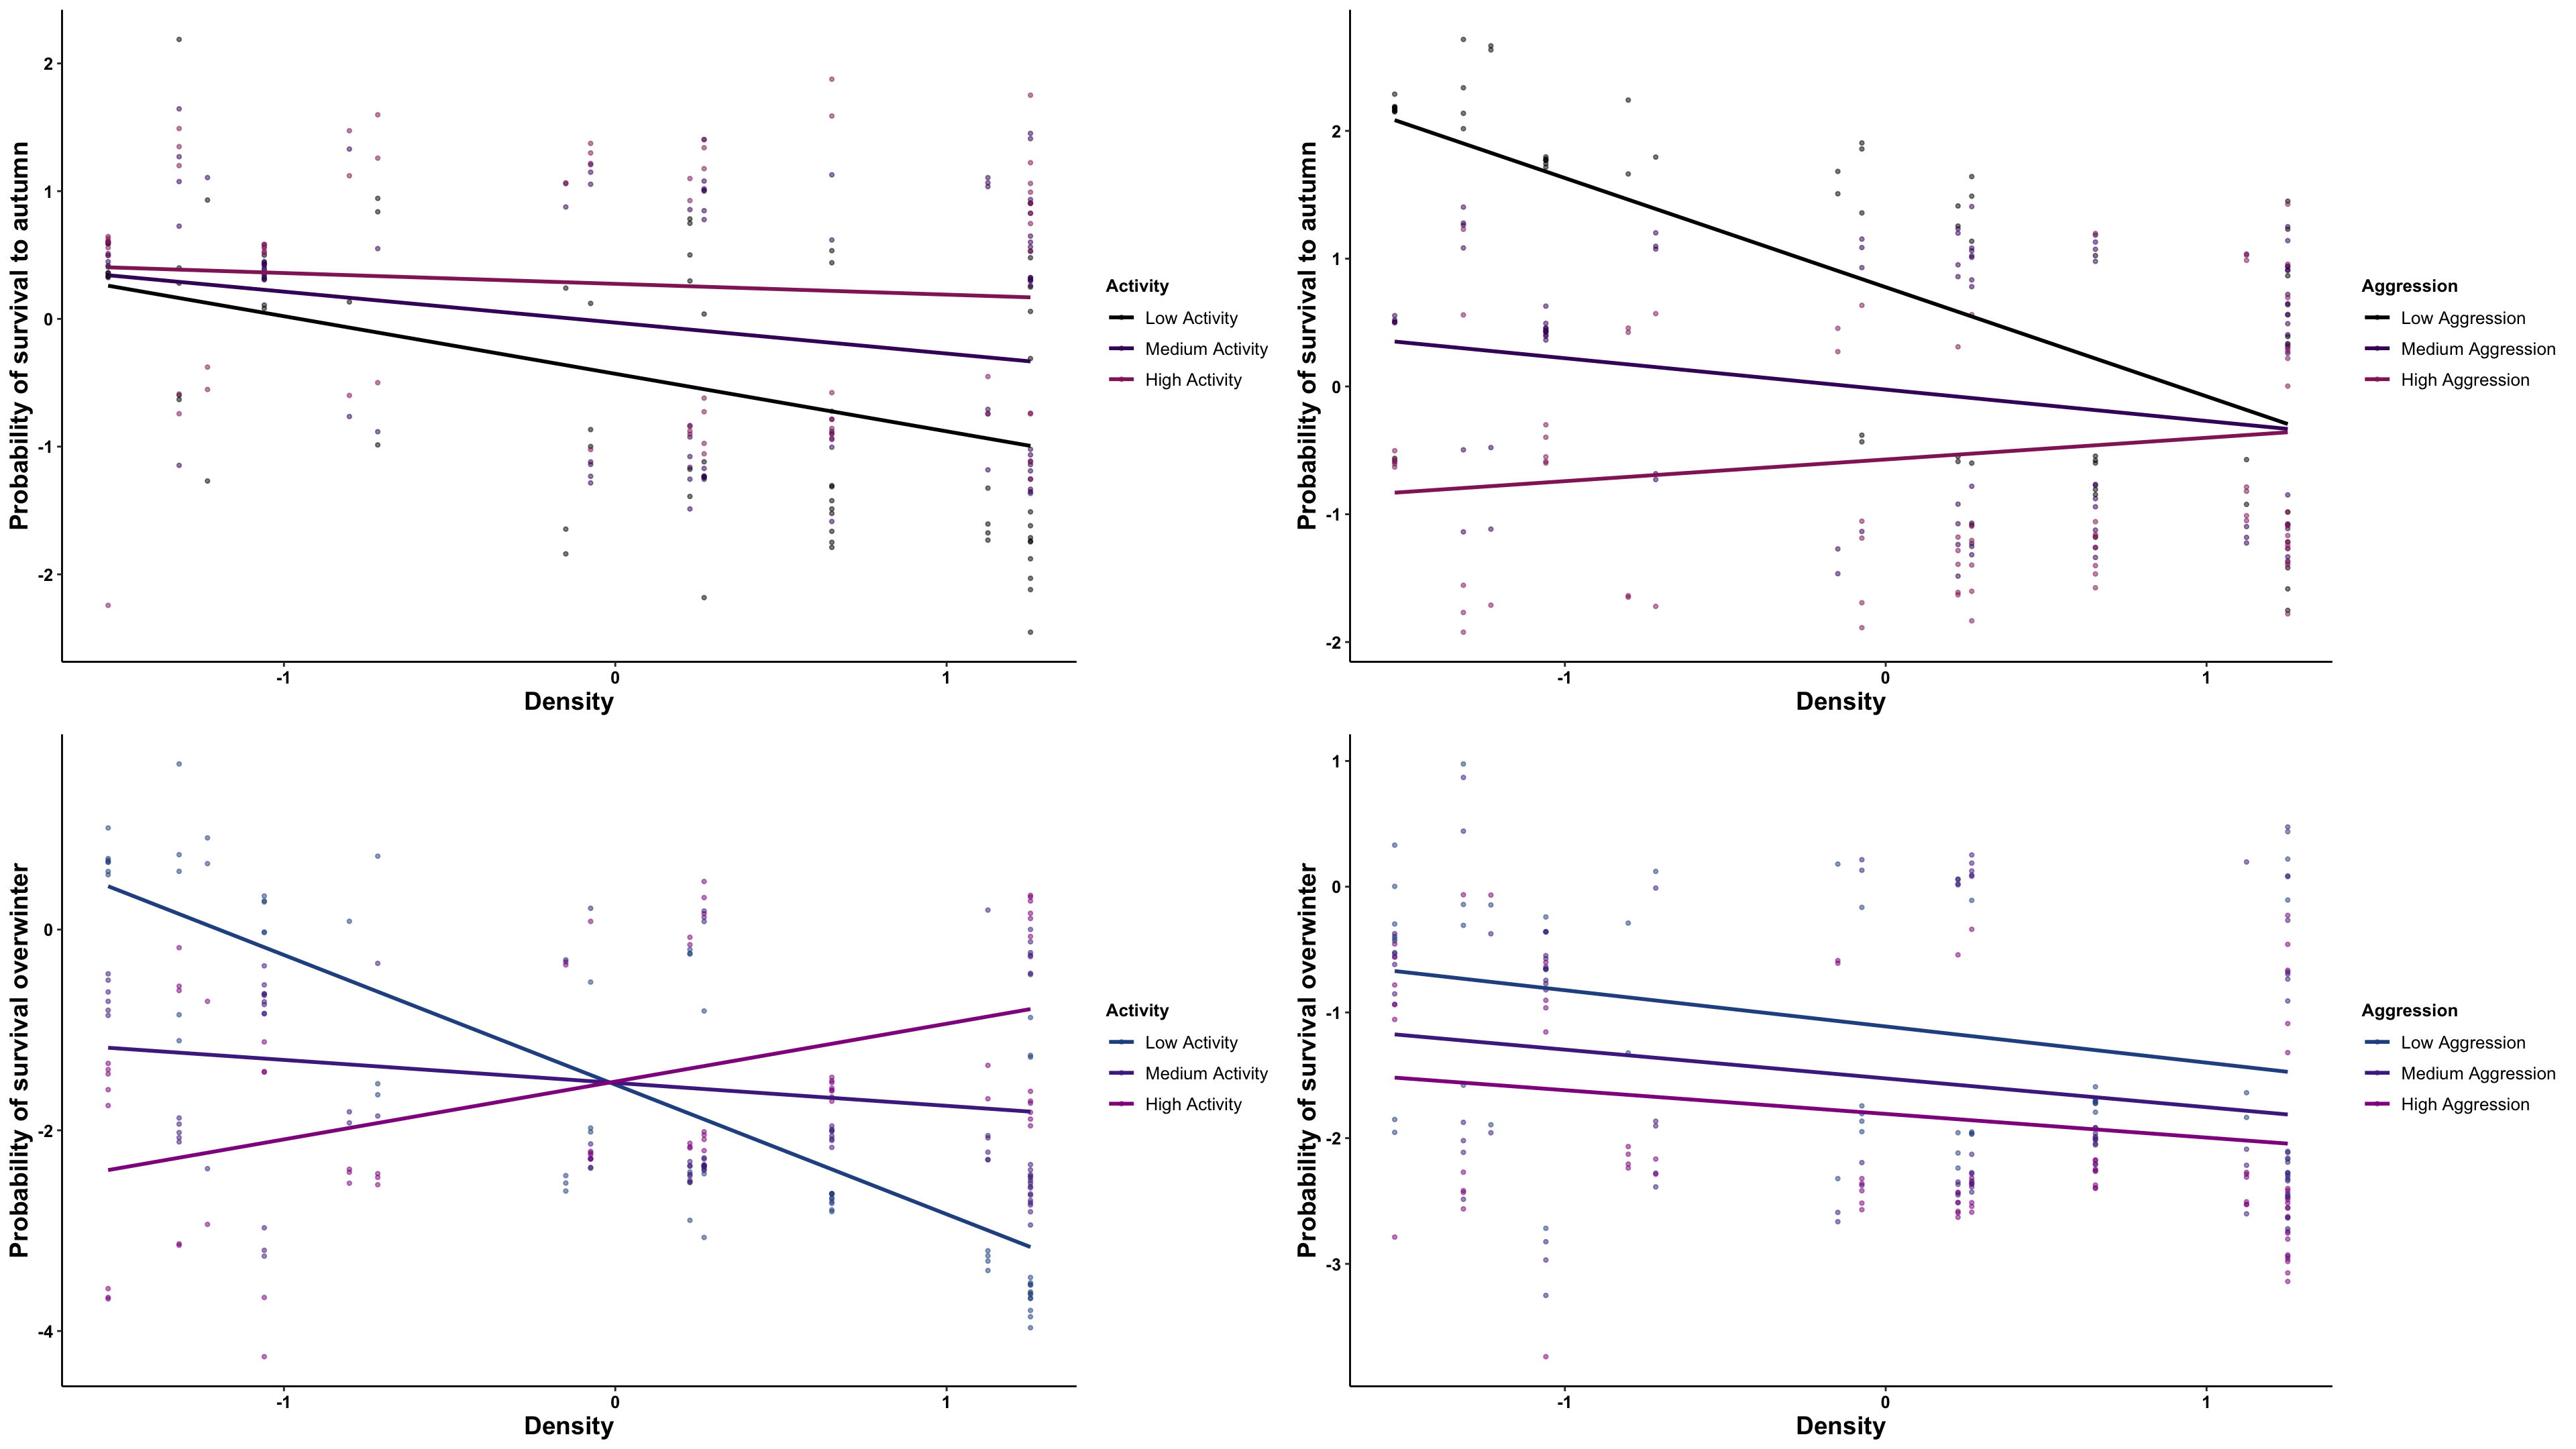 Probability of survival to autumn
2
1
0
-1
-2
-1
0
1
Density
Activity
Low Activity
Medium Activity
High Activity
Probability of survival to autumn
2
1
0
-1
-2
-1
0
1
Density
Aggression
Low Aggression
Medium Aggression
High Aggression
Probability of survival overwinter
0
-2
-4
-1
0
1
Density
Activity
Low Activity
Medium Activity
High Activity
Probability of survival overwinter
1
0
-1
-2
-3
-1
0
1
Density
Aggression
Low Aggression
Medium Aggression
High Aggression